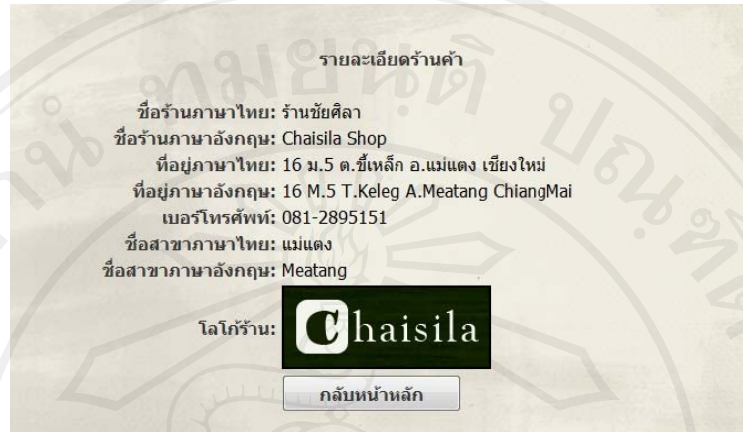 รายละเอียดร้านค้า
ชื่อร้านภาษาไทย: ร้านชัยศิลา
ชื่อร้านภาษาอังกฤษ: Chaisila Shop
ที่อยู่ภาษาไทย: 16 ม.5 ต.ขี้เหล็ก อ.แม่แตง เชียงใหม่
ที่อยู่ภาษาอังกฤษ: 16 M.5 T.Keleg A.Meatang ChiangMai
เบอร์โทรศัพท์: 081-2895151
ชื่อสาขาภาษาไทย: แม่แตง
ชื่อสาขาภาษาอังกฤษ: Meatang
โลโก้ร้าน: Chaisila
กลับหน้าหลัก